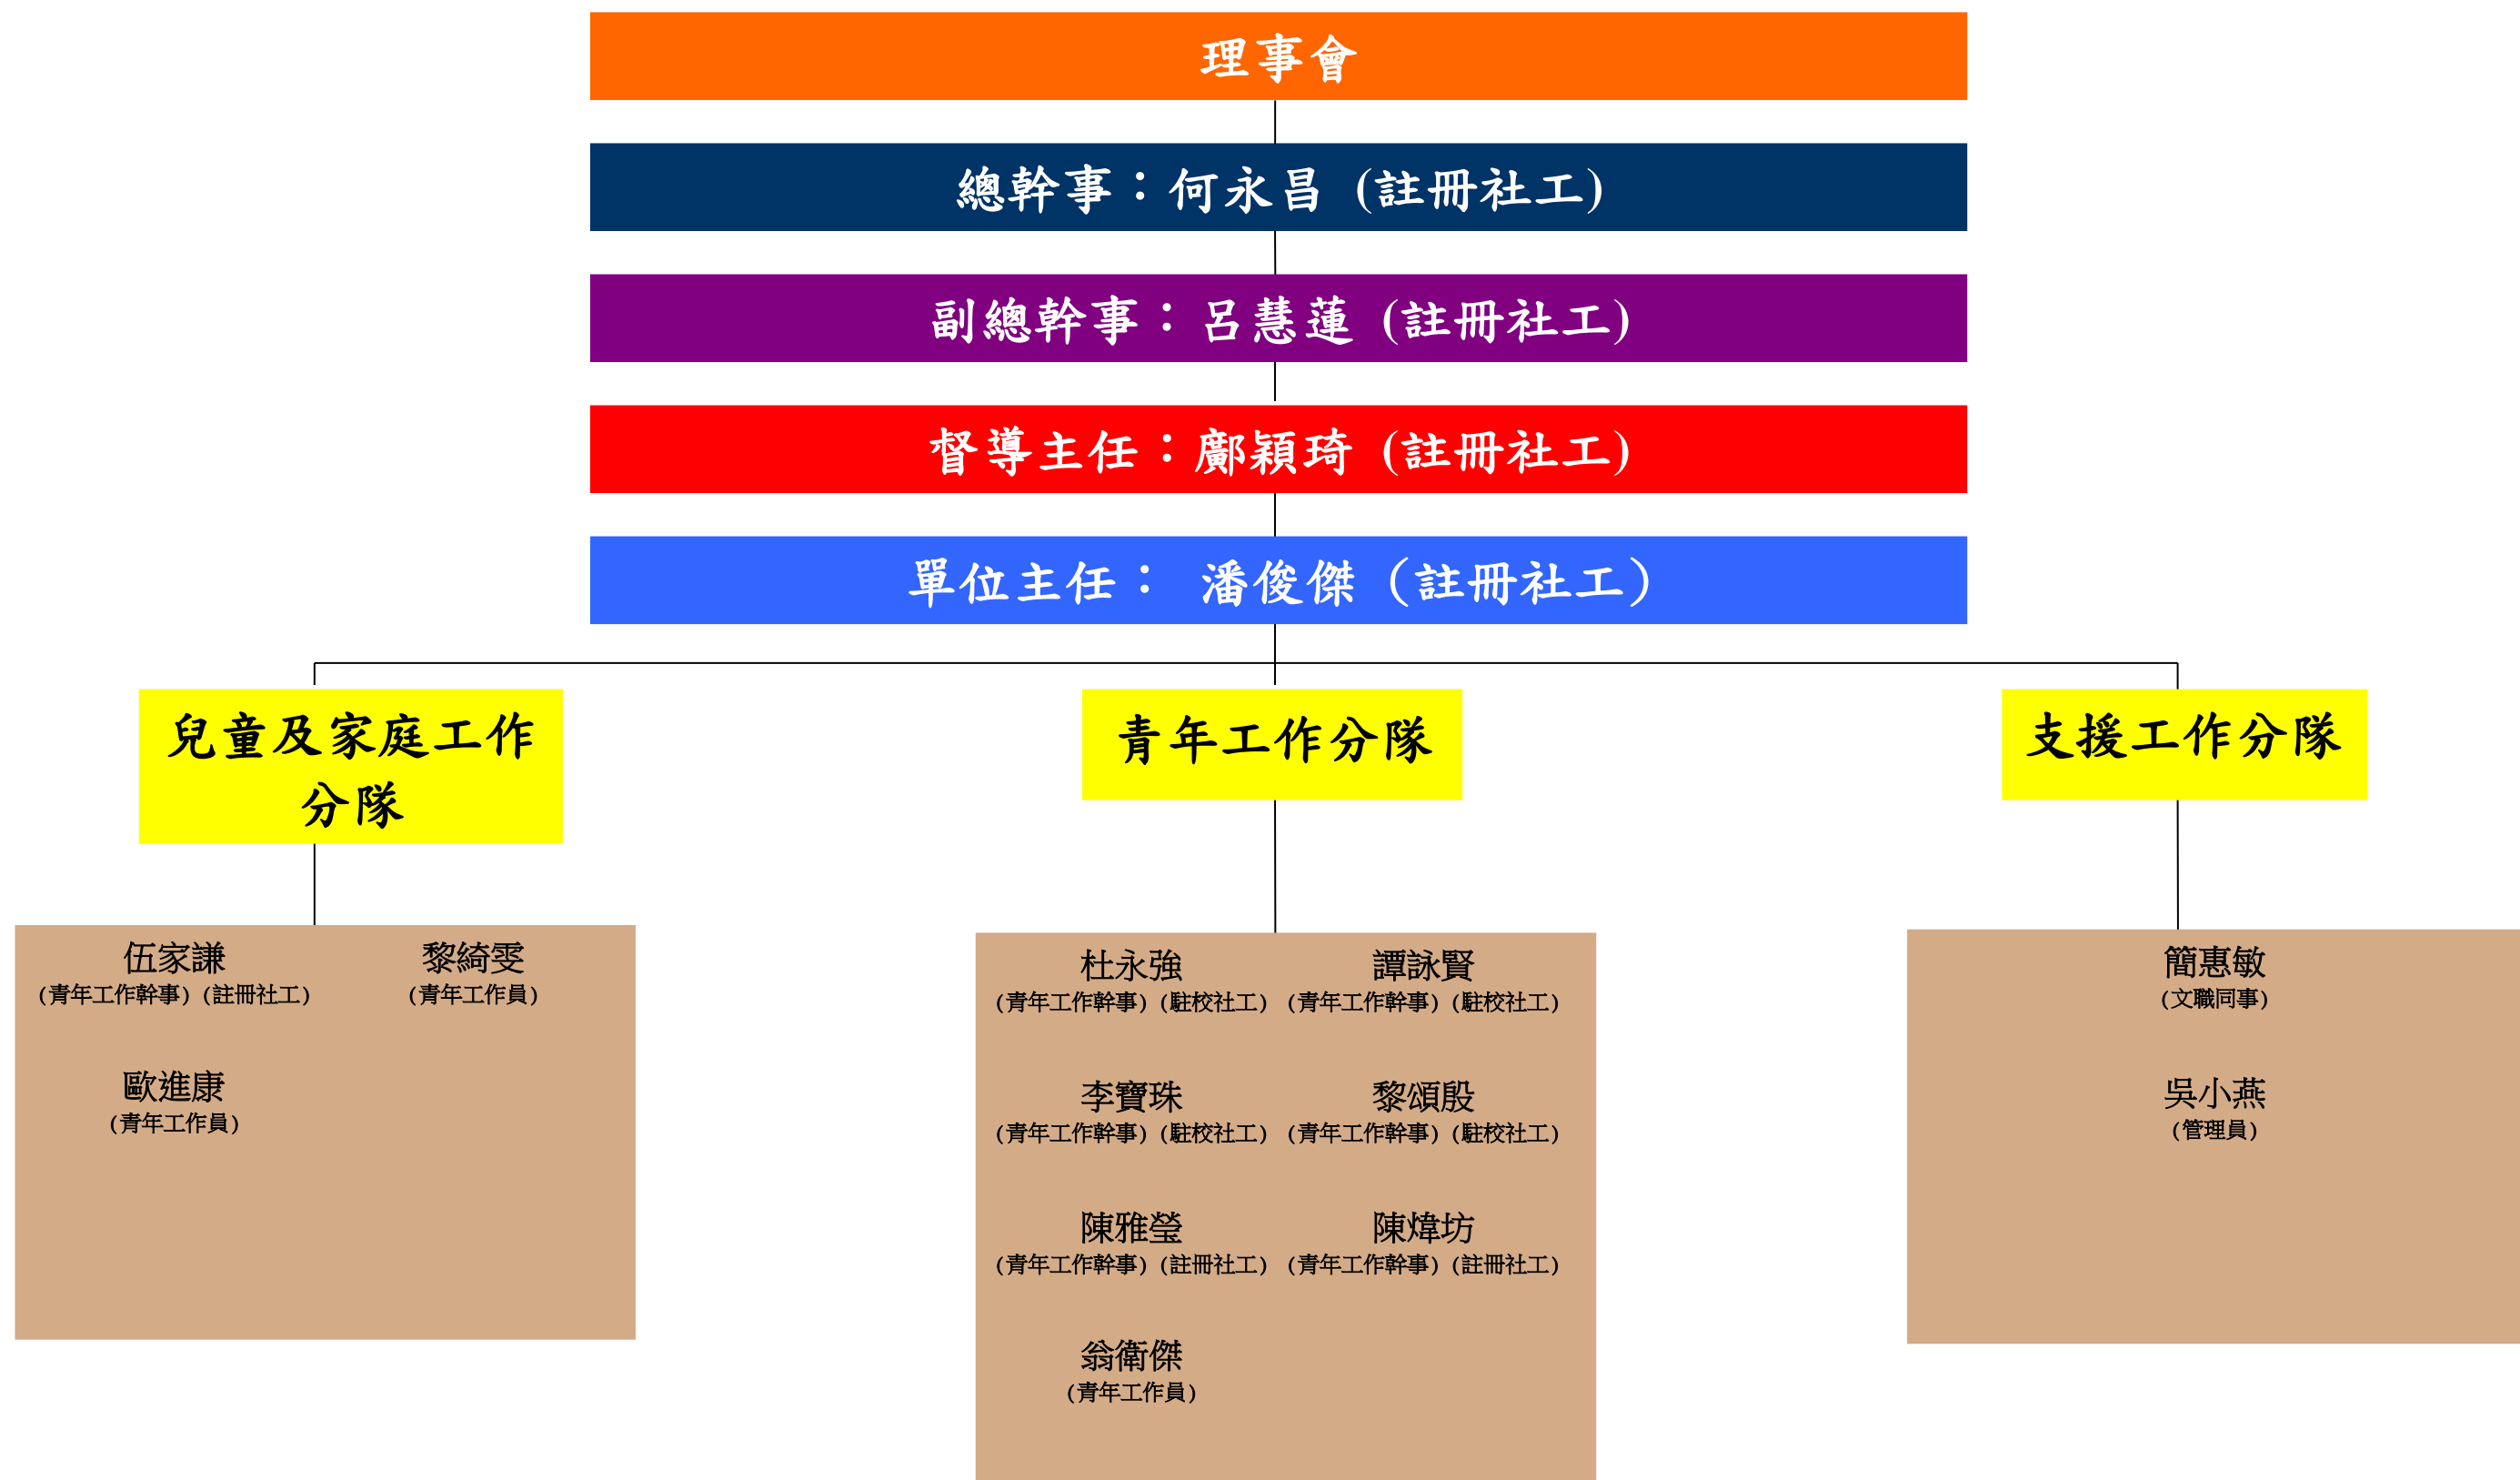 理事會
總幹事：何永昌 (註冊社工)
副總幹事：呂慧蓮 (註冊社工)
督導主任：鄺穎琦 (註冊社工)
單位主任： 潘俊傑（註冊社工）
兒童及家庭工作
分隊
伍家謙
(青年工作幹事)(註冊社工)
黎綺雯
(青年工作員)
歐進康
(青年工作員)
青年工作分隊
杜永強
(青年工作幹事)(駐校社工)
譚詠賢
(青年工作幹事)(駐校社工)
李寶珠
(青年工作幹事)(駐校社工)
黎頌殷
(青年工作幹事)(駐校社工)
陳雅瑩
(青年工作幹事)(註冊社工)
陳煒坊
(青年工作幹事)(註冊社工)
翁衛傑
(青年工作員)
支援工作分隊
簡惠敏
(文職同事)
吳小燕
(管理員)